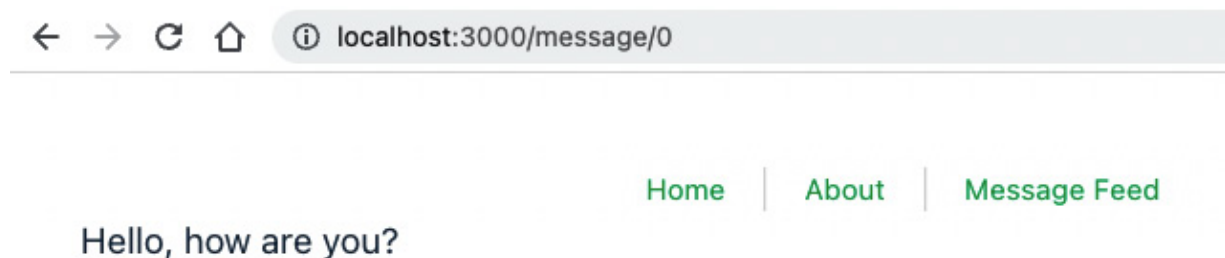 localhost:3000/message/0
Home About Message Feed
Hello, how are you?